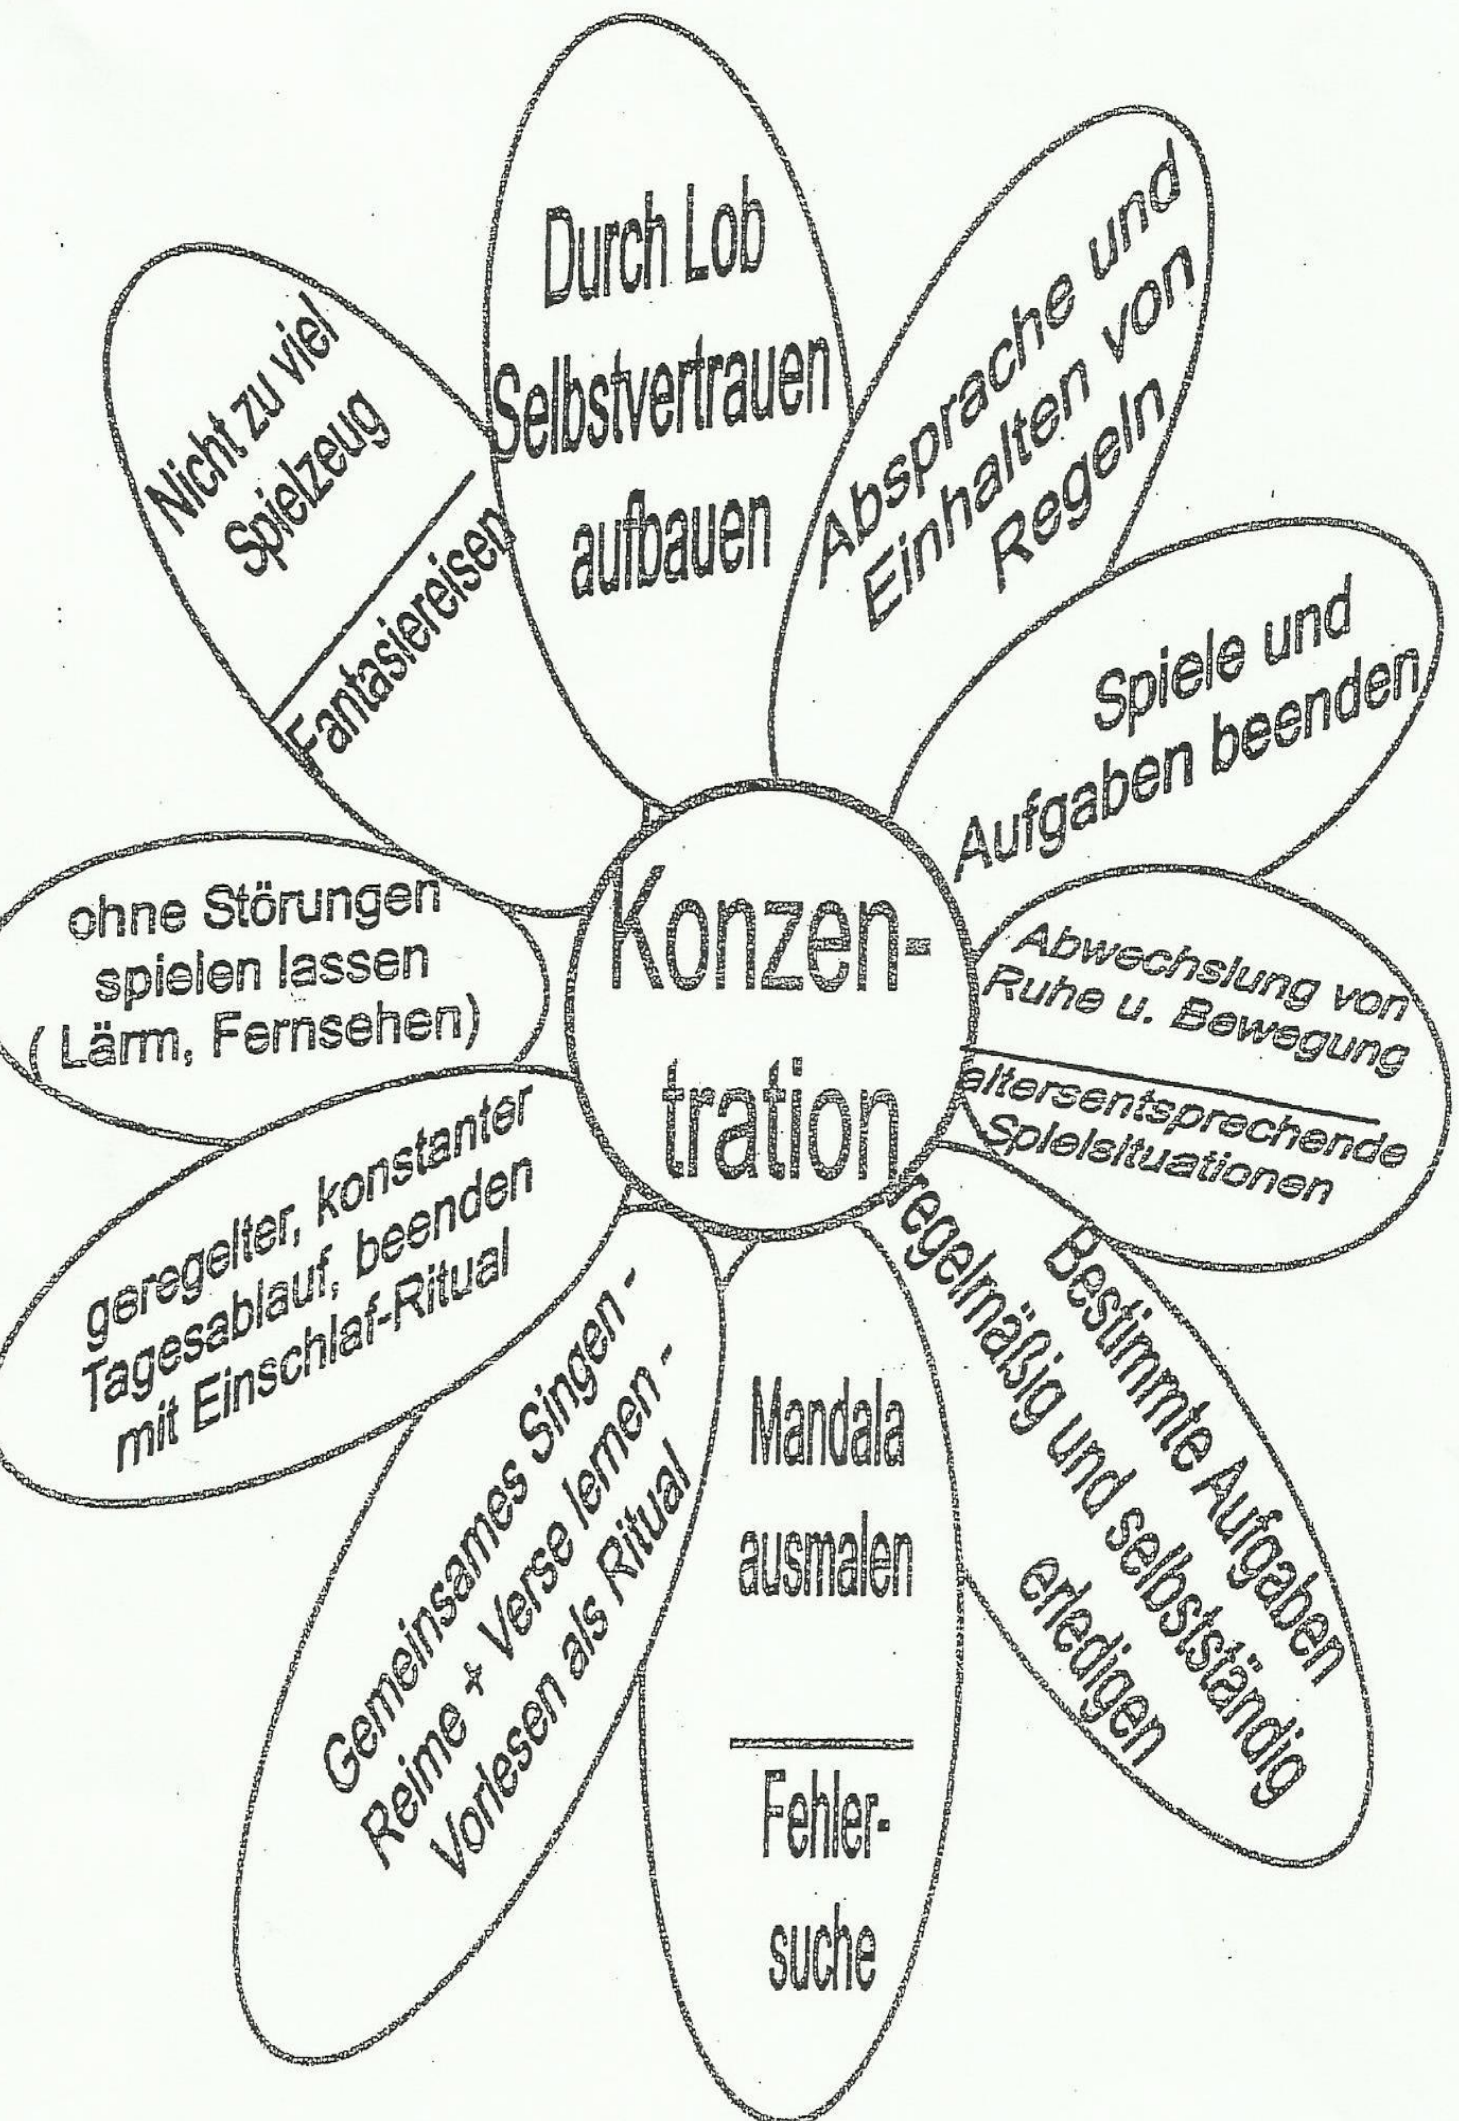 Durch Lob
Selbstvertrauen
aufbauen
Absprache und
Einhalten von
Regeln
Spiele und
Aufgaben beenden
Abwechslung von
Ruhe u. Bewegung
altersentsprechende
Spielsituationen
Bestimmte Aufgaben
regelmäßig und selbstständig
erledigen
Mandala
ausmalen
Fehler-
suche
Gemeinsames Singen -
Reime + Verse lernen -
Vorlesen als Ritual
geregelter, konstanter
Tagesablauf, beenden
mit Einschlaf-Ritual
ohne Störungen
spielen lassen
( Lärm, Fernsehen)
Nicht zu viel
Spielzeug
Fantasiereisen
Konzen-
tration